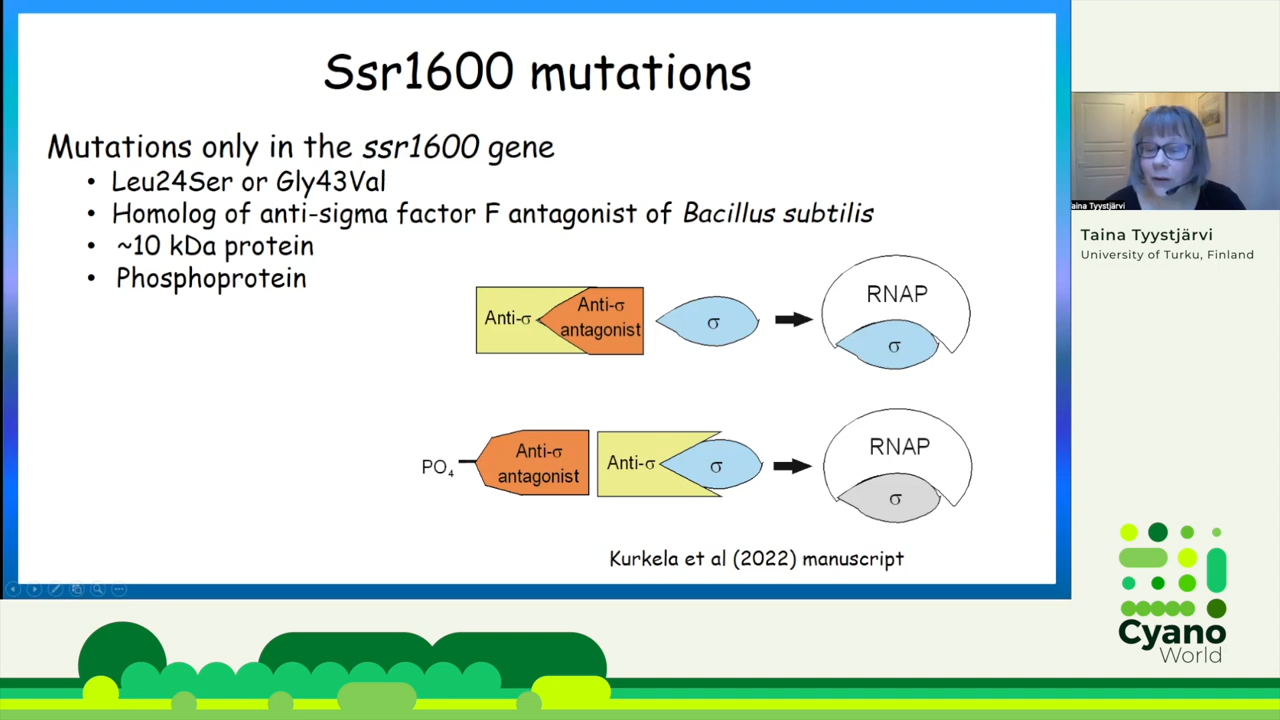 Ssr1600 mutations
Mutations only in the ssr1600 gene
• Leu24Ser or Gly43Val
• Homolog of anti-sigma factor F antagonist of Bacillus subtilis
• ~10 kDa protein
• Phosphoprotein
Anti-σ
Anti-σ
antagonist
σ
RNAP
σ
PO4
Anti-σ
antagonist
Anti-σ
σ
RNAP
σ
Kurkela et al (2022) manuscript
aina Tyystjärvi
Taina Tyystjärvi
University of Turku, Finland
Cyano
World